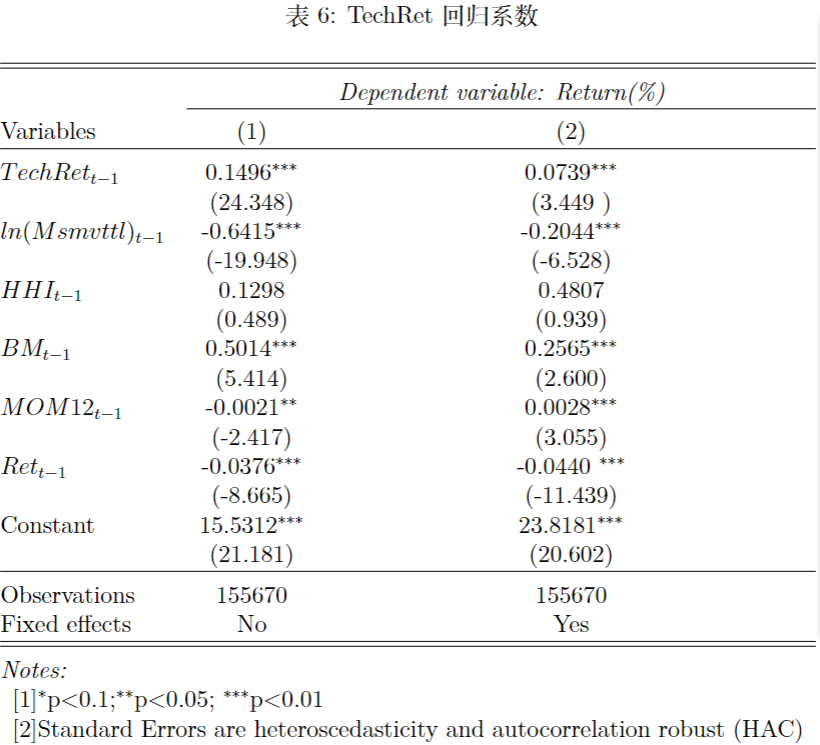 表 6: TechRet 回归系数
Dependent variable: Return(%)
Variables (1) (2)
TechRet_{t−1} 0.1496*** 0.0739***
(24.348) (3.449 )
ln(Msmvttl)_{t−1} -0.6415*** -0.2044***
(-19.948) (-6.528)
HHI_{t−1} 0.1298 0.4807
(0.489) (0.939)
BM_{t−1} 0.5014*** 0.2565***
(5.414) (2.600)
MOM12_{t−1} -0.0021** 0.0028***
(-2.417) (3.055)
Ret_{t−1} -0.0376*** -0.0440 ***
(-8.665) (-11.439)
Constant 15.5312*** 23.8181***
(21.181) (20.602)
Observations 155670 155670
Fixed effects No Yes
Notes:
[1]*p<0.1;**p<0.05; ***p<0.01
[2]Standard Errors are heteroscedasticity and autocorrelation robust (HAC)